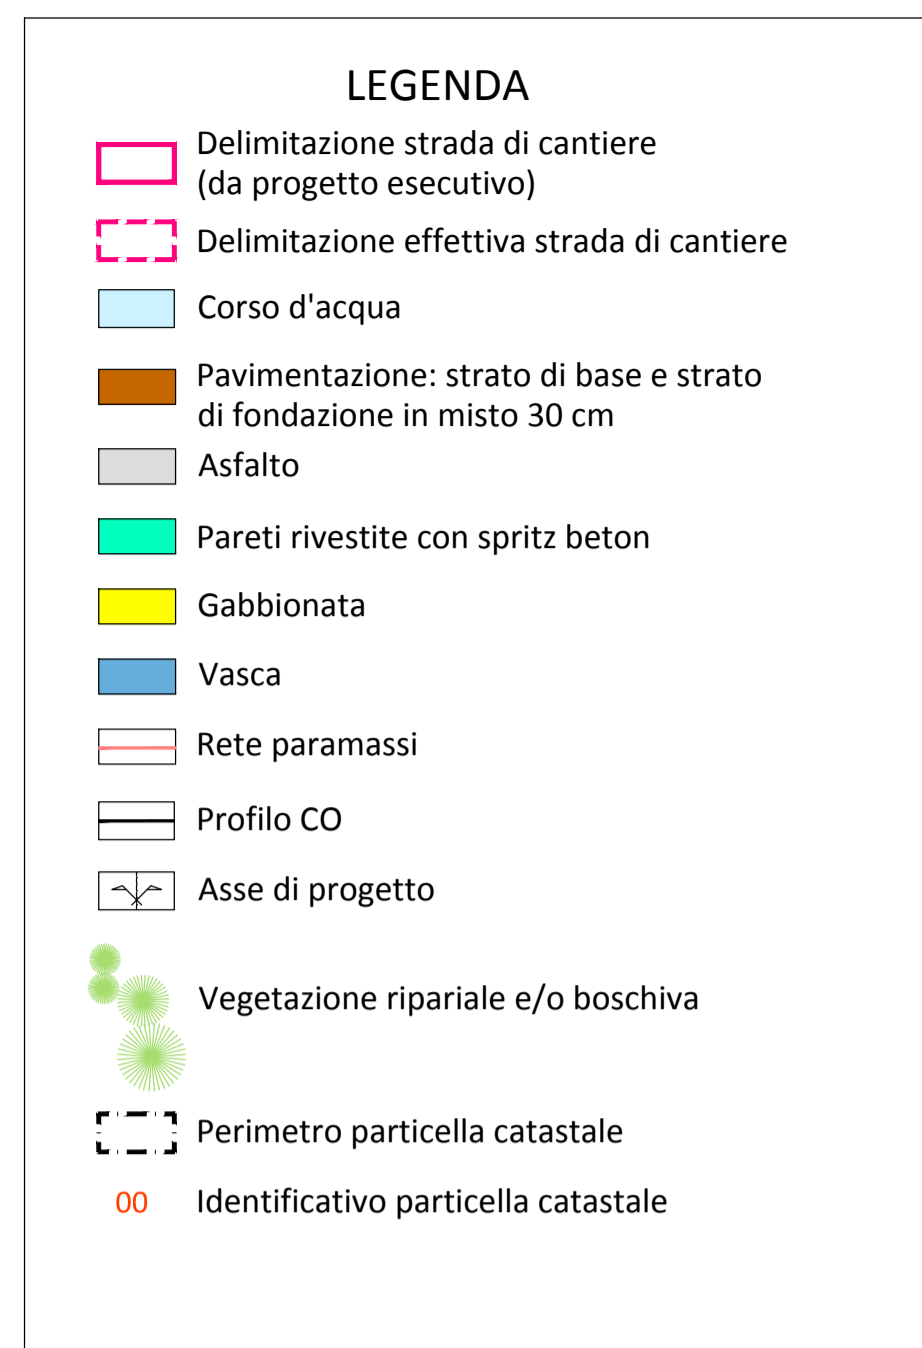 LEGENDA
Delimitazione strada di cantiere
(da progetto esecutivo)
Delimitazione effettiva strada di cantiere
Corso d'acqua
Pavimentazione: strato di base e strato
di fondazione in misto 30 cm
Asfalto
Pareti rivestite con spritz beton
Gabbionata
Vasca
Rete paramassi
Profilo CO
Asse di progetto
Vegetazione ripariale e/o boschiva
Perimetro particella catastale
00 Identificativo particella catastale